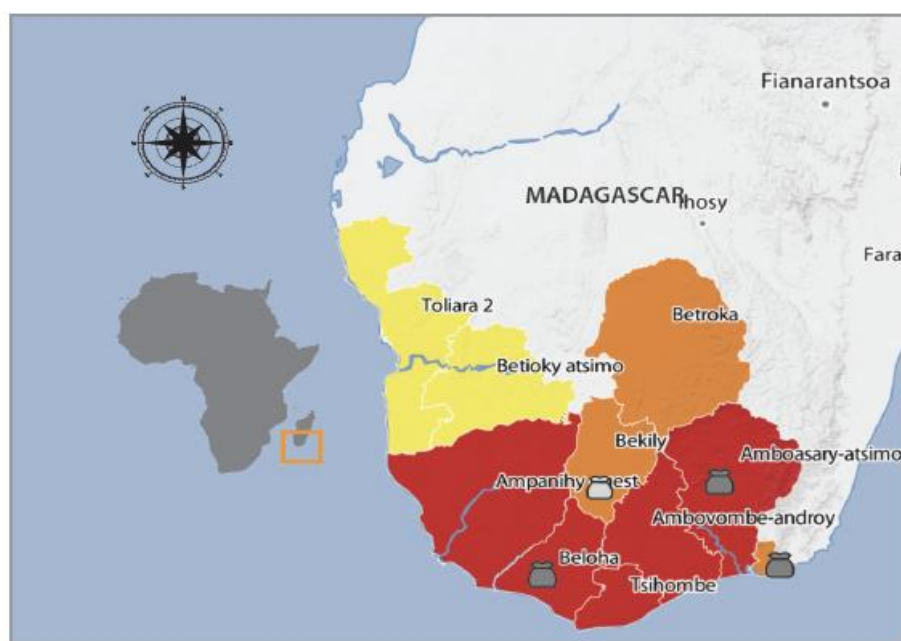 Fianarantsoa
MADAGASCAR
Ihosy
Fara
Toliara 2
Betroka
Betioky atsimo
Bekily
Amboasary-atsimo
Ampanihy
Ambovombe-androy
Beloha
Tsihombe